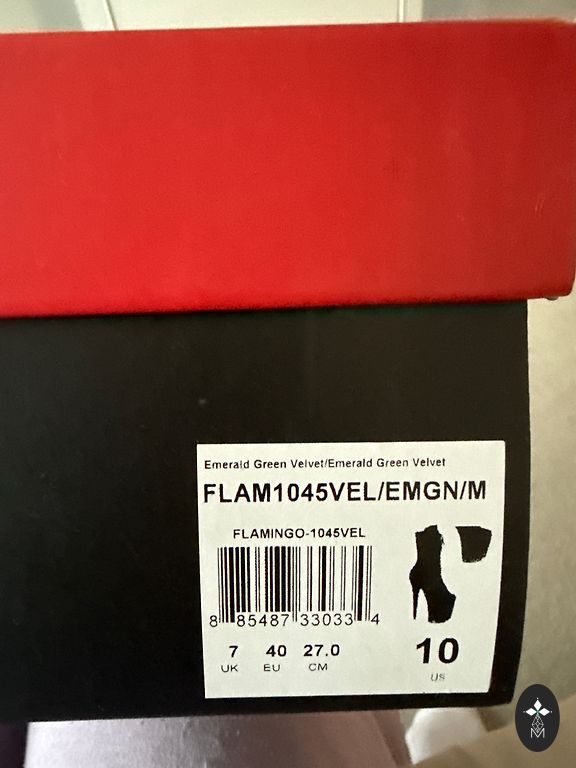 Emerald Green Velvet/Emerald Green Velvet
FLAM1045VEL/EMGN/M
FLAMINGO-1045VEL
8 85487 33033 4
7 40 27.0 10
UK EU CM US
M